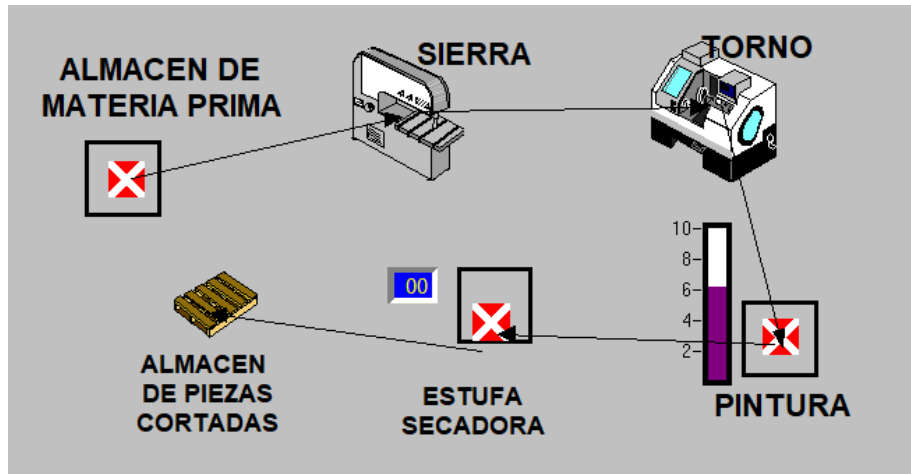 ALMACEN DE
MATERIA PRIMA
SIERRA
TORNO
10-
8-
6-
4-
2-
00
ALMACEN
DE PIEZAS
CORTADAS
ESTUFA
SECADORA
PINTURA